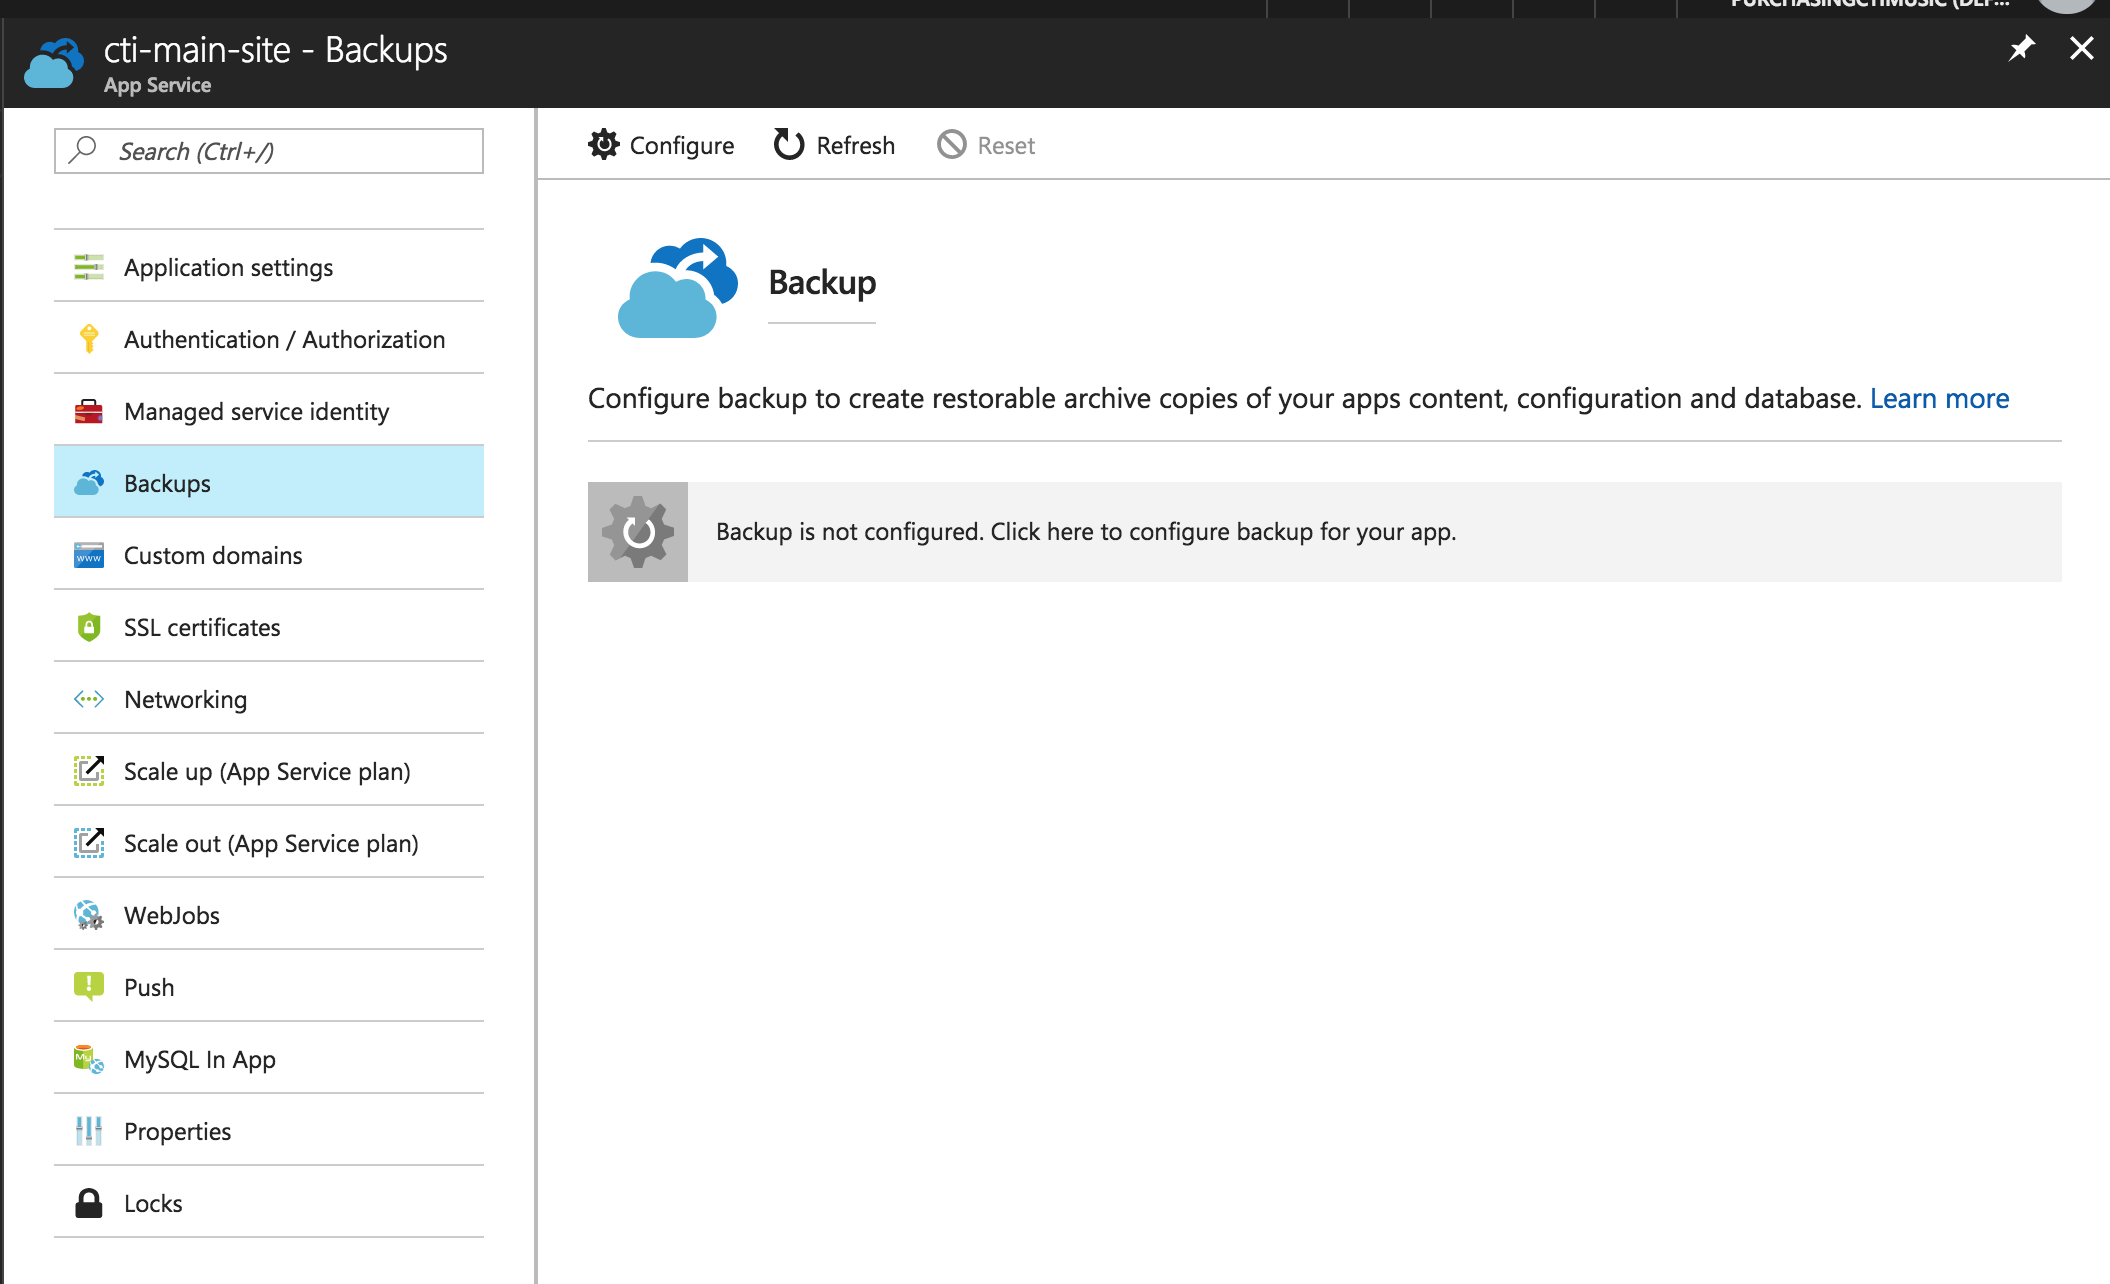 PURCHASINGCTIMUSIC (DEF...
cti-main-site - Backups
App Service
Search (Ctrl+/)
Application settings
Authentication / Authorization
Managed service identity
Backups
Custom domains
SSL certificates
Networking
Scale up (App Service plan)
Scale out (App Service plan)
WebJobs
Push
MySQL In App
Properties
Locks
Configure Refresh Reset
Backup
Configure backup to create restorable archive copies of your apps content, configuration and database. Learn more
Backup is not configured. Click here to configure backup for your app.